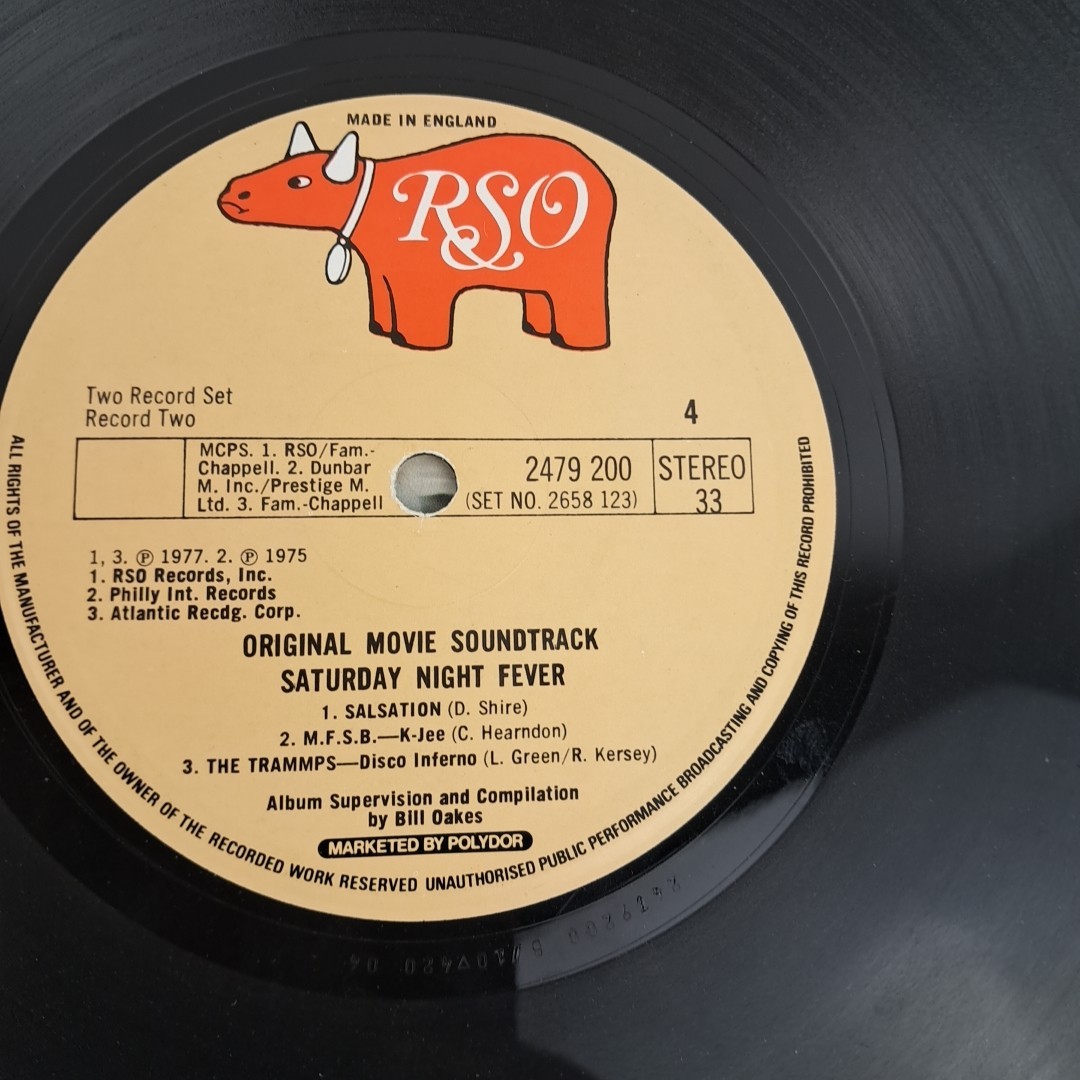 MADE IN ENGLAND
RSO
Two Record Set
Record Two
4
MCPS. 1. RSO/Fam.-
Chappell. 2. Dunbar
M. Inc./Prestige M.
Ltd. 3. Fam.-Chappell
2479 200
(SET NO. 2658 123)
STEREO
33
1, 3. Ⓟ 1977. 2. Ⓟ 1975
1. RSO Records, Inc.
2. Philly Int. Records
3. Atlantic Recdg. Corp.
ORIGINAL MOVIE SOUNDTRACK
SATURDAY NIGHT FEVER
1. SALSATION (D. Shire)
2. M.F.S.B.—K-Jee (C. Hearndon)
3. THE TRAMMPS—Disco Inferno (L. Green/R. Kersey)
Album Supervision and Compilation
by Bill Oakes
MARKETED BY POLYDOR
ALL RIGHTS OF THE MANUFACTURER AND OF THE OWNER OF THE RECORDED WORK RESERVED UNAUTHORISED PUBLIC PERFORMANCE BROADCASTING AND COPYING OF THIS RECORD PROHIBITED